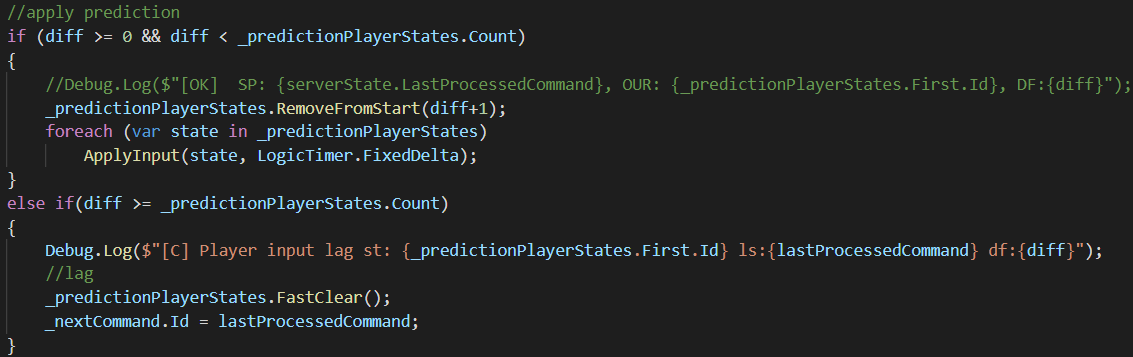 //apply prediction
if (diff >= 0 && diff < _predictionPlayerStates.Count)
{
    //Debug.Log($"[OK]  SP: {serverState.LastProcessedCommand}, OUR: {_predictionPlayerStates.First.Id}, DF:{diff}");
    _predictionPlayerStates.RemoveFromStart(diff+1);
    foreach (var state in _predictionPlayerStates)
        ApplyInput(state, LogicTimer.FixedDelta);
}
else if(diff >= _predictionPlayerStates.Count)
{
    Debug.Log($"[C] Player input lag st: {_predictionPlayerStates.First.Id} ls:{lastProcessedCommand} df:{diff}");
    //lag
    _predictionPlayerStates.FastClear();
    _nextCommand.Id = lastProcessedCommand;
}